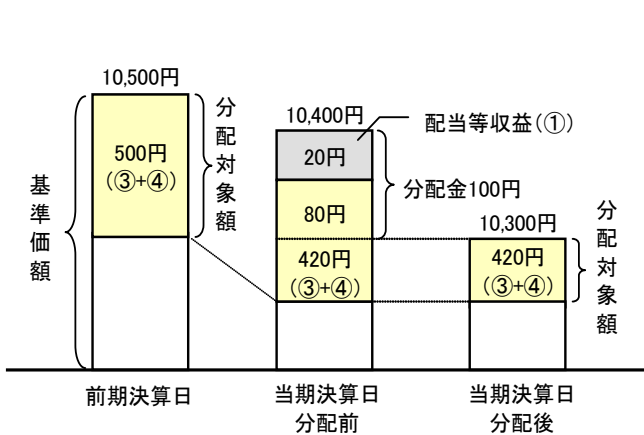 10,500円
500円
(③+④)
分配対象額
基準価額
10,400円
配当等収益(①)
20円
80円
分配金100円
420円
(③+④)
10,300円
420円
(③+④)
分配対象額
前期決算日
当期決算日
分配前
当期決算日
分配後